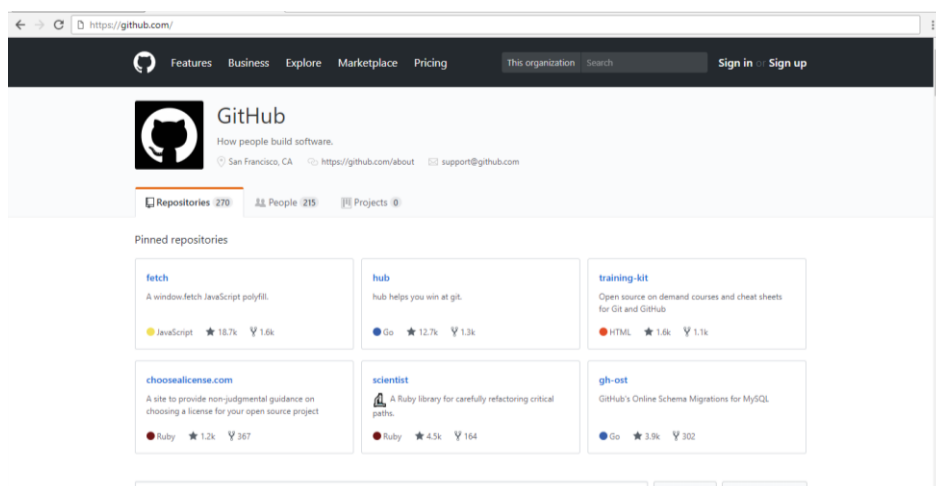 https://github.com/
Features Business Explore Marketplace Pricing This organization Search Sign in or Sign up
GitHub
How people build software.
San Francisco, CA https://github.com/about support@github.com
Repositories 270 People 215 Projects 0
Pinned repositories
fetch
A window.fetch JavaScript polyfill.
JavaScript 18.7k 1.6k
hub
hub helps you win at git.
Go 12.7k 1.3k
training-kit
Open source on demand courses and cheat sheets
for Git and GitHub
HTML 1.6k 1.1k
choosealicense.com
A site to provide non-judgmental guidance on
choosing a license for your open source project
Ruby 1.2k 367
scientist
A Ruby library for carefully refactoring critical
paths.
Ruby 4.5k 164
gh-ost
GitHub's Online Schema Migrations for MySQL
Go 3.9k 302